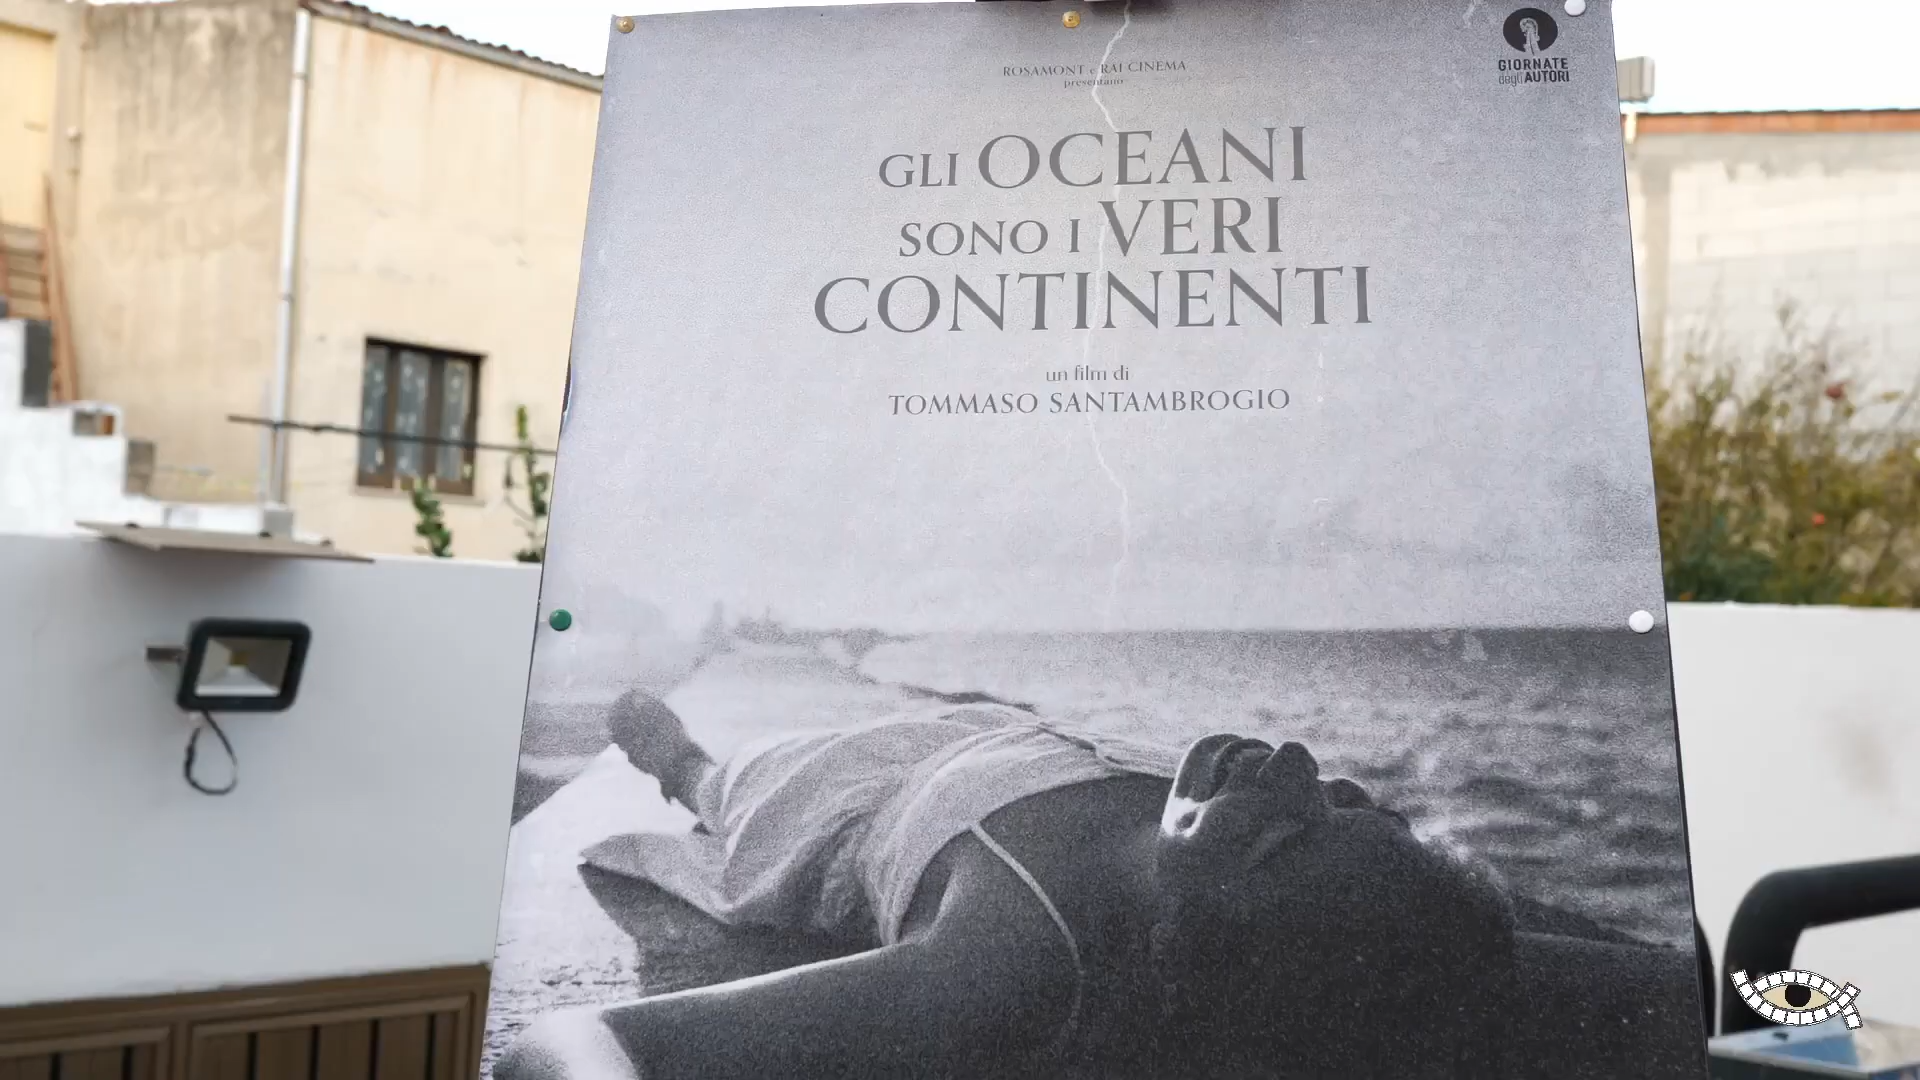 ROSAMONT e RAI CINEMA
presentano
GIORNATE
degli AUTORI
GLI OCEANI
SONO I VERI
CONTINENTI
un film di
TOMMASO SANTAMBROGIO